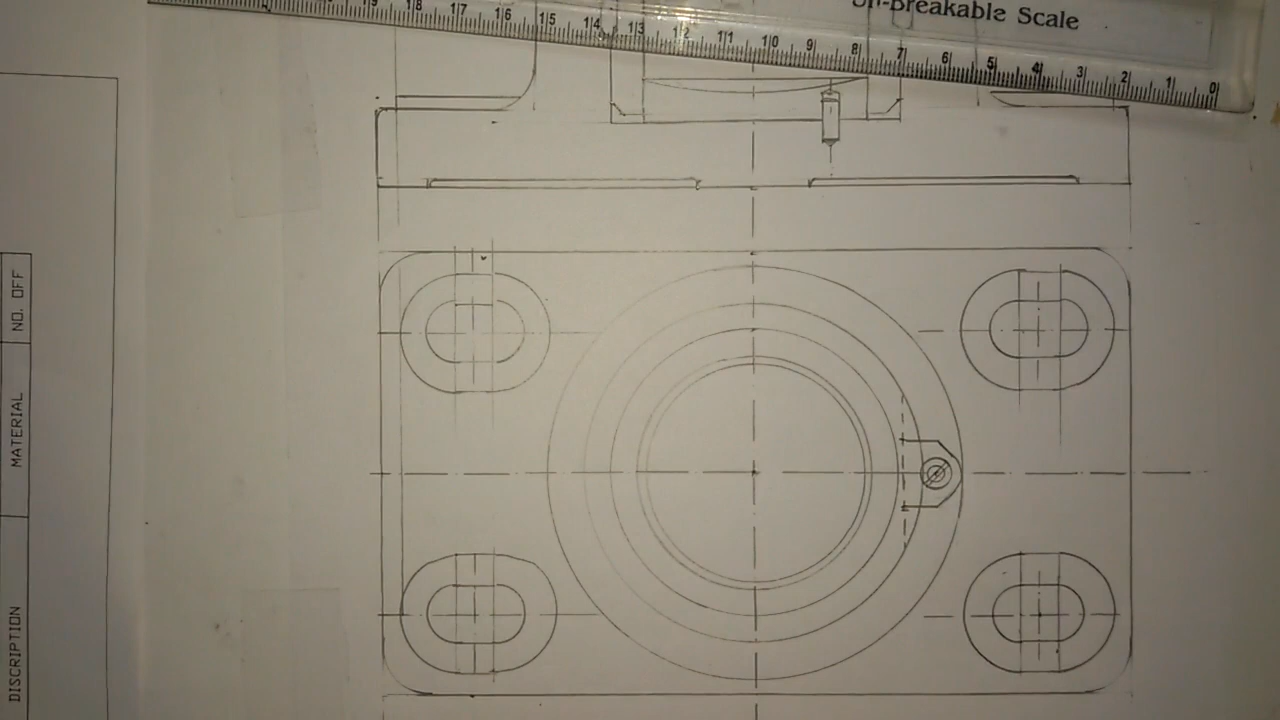 Un-Breakable Scale
19 18 17 16 15 14 13 12 11 10 9 8 7 6 5 4 3 2 1 0
NO. OFF
MATERIAL
DISCRIPTION